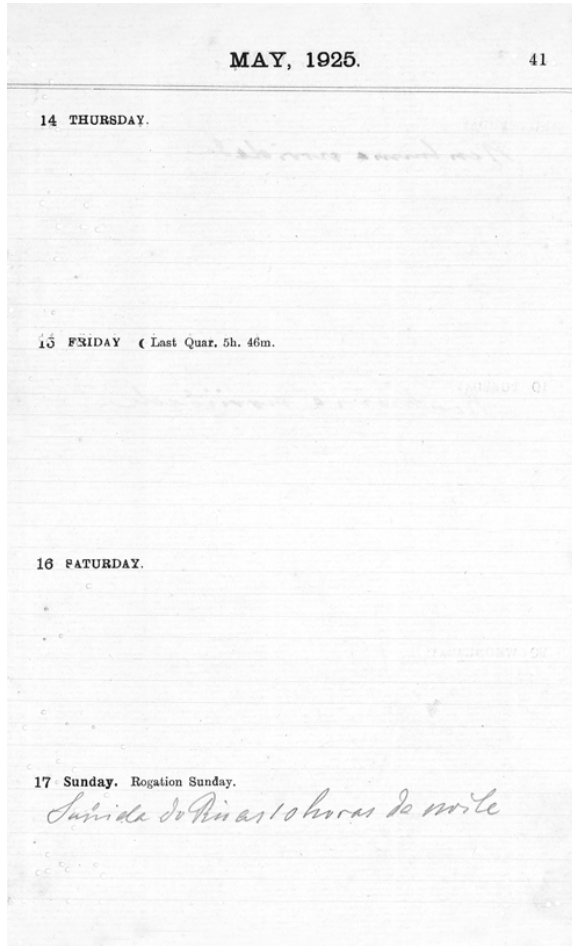 MAY, 1925. 41
14 THURSDAY.
15 FRIDAY ( Last Quar. 5h. 46m.
16 SATURDAY.
17 Sunday. Rogation Sunday.
Sahida do Rio as 10 horas da noite